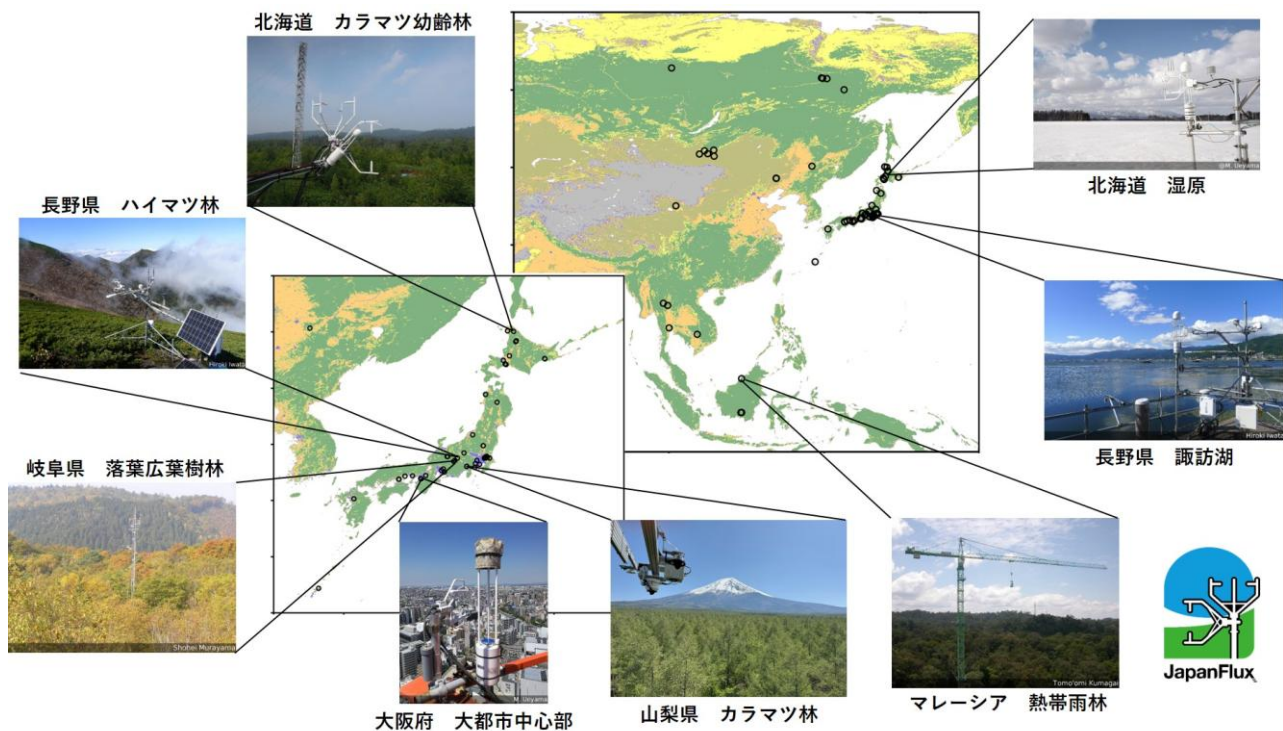 北海道　カラマツ幼齢林
@M. Ueyama
北海道　湿原
長野県　ハイマツ林
Hiroki Iwata
Hiroki Iwata
長野県　諏訪湖
岐阜県　落葉広葉樹林
Shohei Murayama
M. Ueyama
大阪府　大都市中心部
山梨県　カラマツ林
Tomo'omi Kumagai
マレーシア　熱帯雨林
JapanFlux